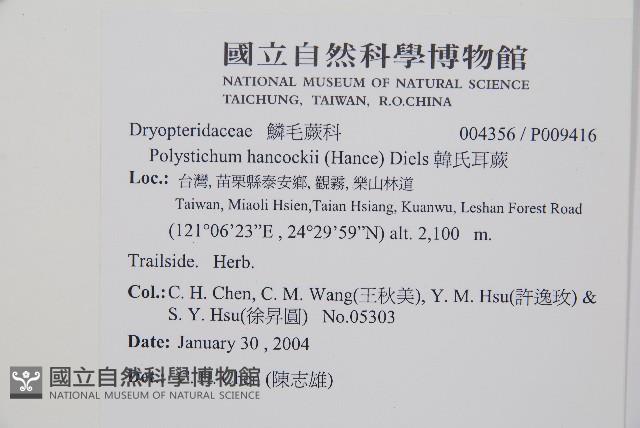 國立自然科學博物館
NATIONAL MUSEUM OF NATURAL SCIENCE
TAICHUNG, TAIWAN, R.O.CHINA
Dryopteridaceae 鱗毛蕨科 004356 / P009416
Polystichum hancockii (Hance) Diels 韓氏耳蕨
Loc.: 台灣, 苗栗縣泰安鄉, 觀霧, 樂山林道
Taiwan, Miaoli Hsien,Taian Hsiang, Kuanwu, Leshan Forest Road
(121°06’23”E , 24°29’59”N) alt. 2,100 m.
Trailside. Herb.
Col.: C. H. Chen, C. M. Wang(王秋美), Y. M. Hsu(許逸玫) &
S. Y. Hsu(徐昇圓) No.05303
Date: January 30 , 2004
(陳志雄)
國立自然科學博物館
NATIONAL MUSEUM OF NATURAL SCIENCE